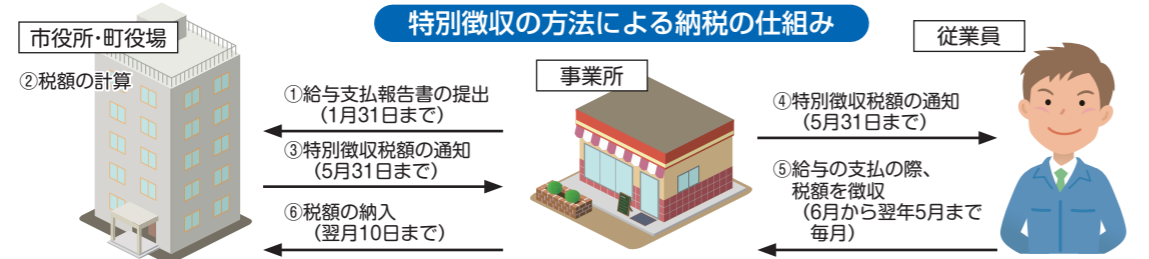 特別徴収の方法による納税の仕組み
市役所・町役場
②税額の計算
①給与支払報告書の提出
（1月31日まで）
③特別徴収税額の通知
（5月31日まで）
⑥税額の納入
（翌月10日まで）
事業所
④特別徴収税額の通知
（5月31日まで）
⑤給与の支払の際、
税額を徴収
（6月から翌年5月まで
毎月）
従業員